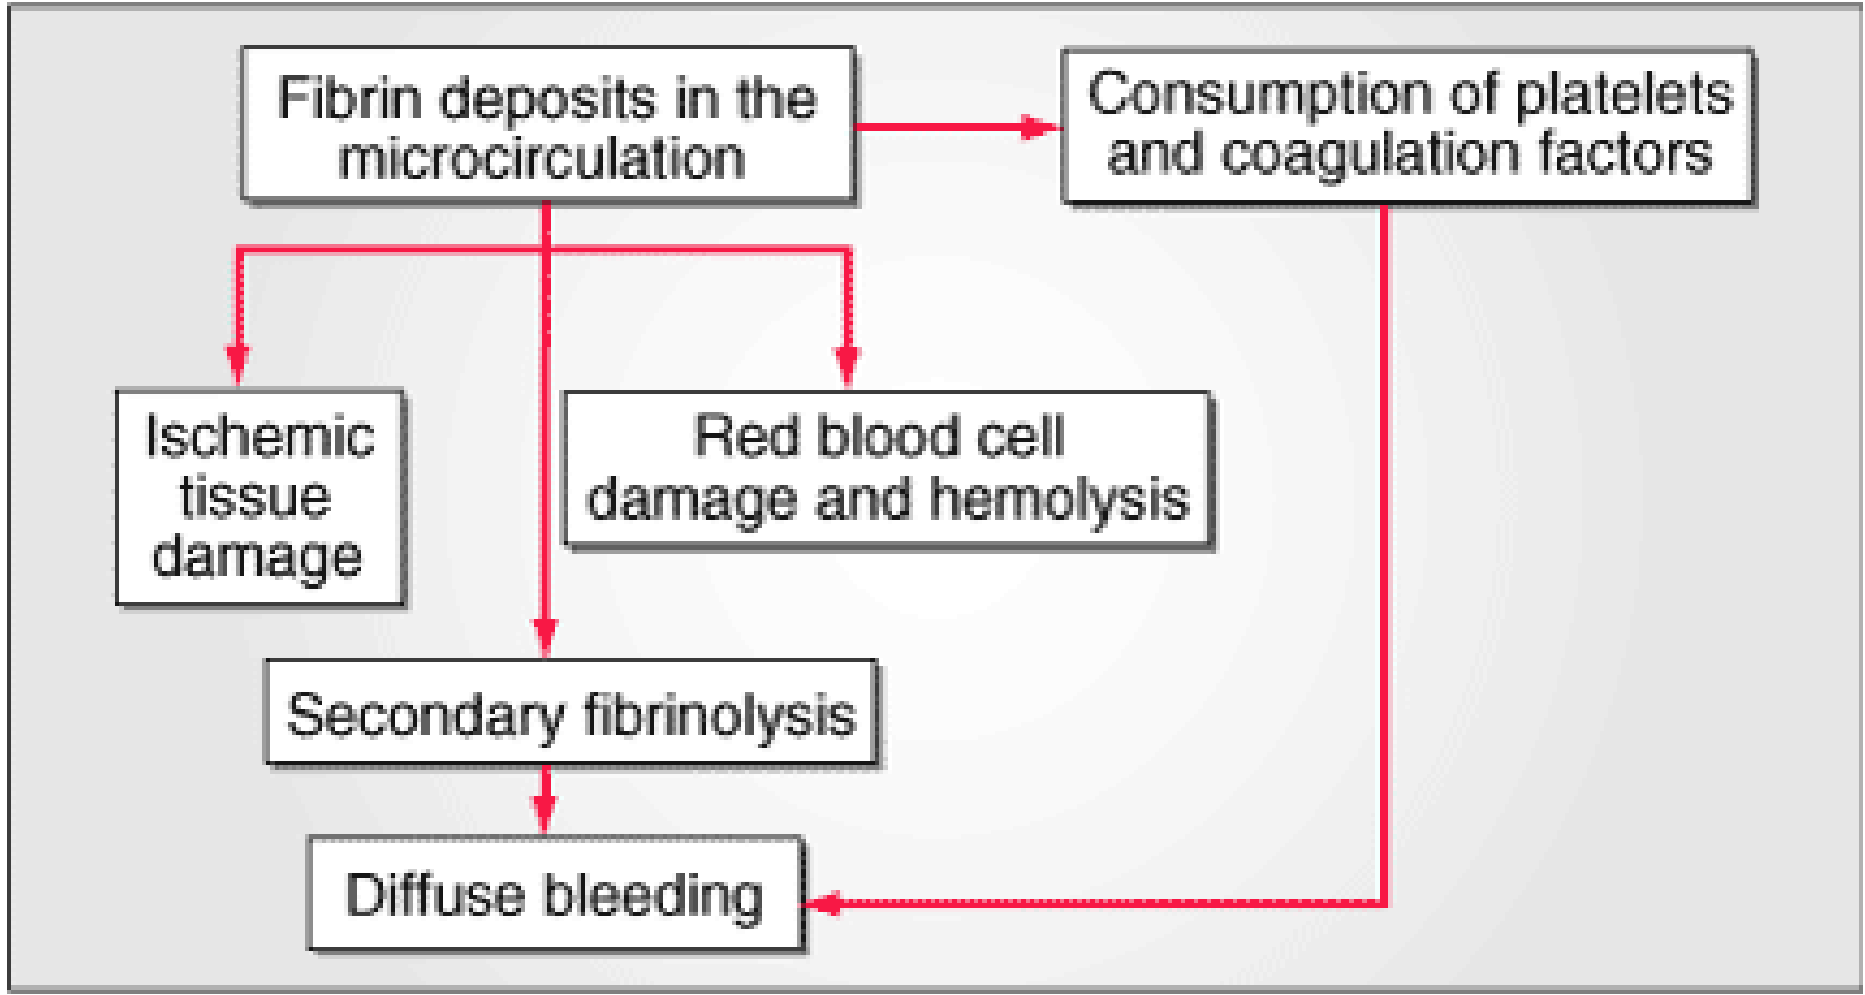 Fibrin deposits in the
microcirculation
Consumption of platelets
and coagulation factors
Ischemic
tissue
damage
Red blood cell
damage and hemolysis
Secondary fibrinolysis
Diffuse bleeding